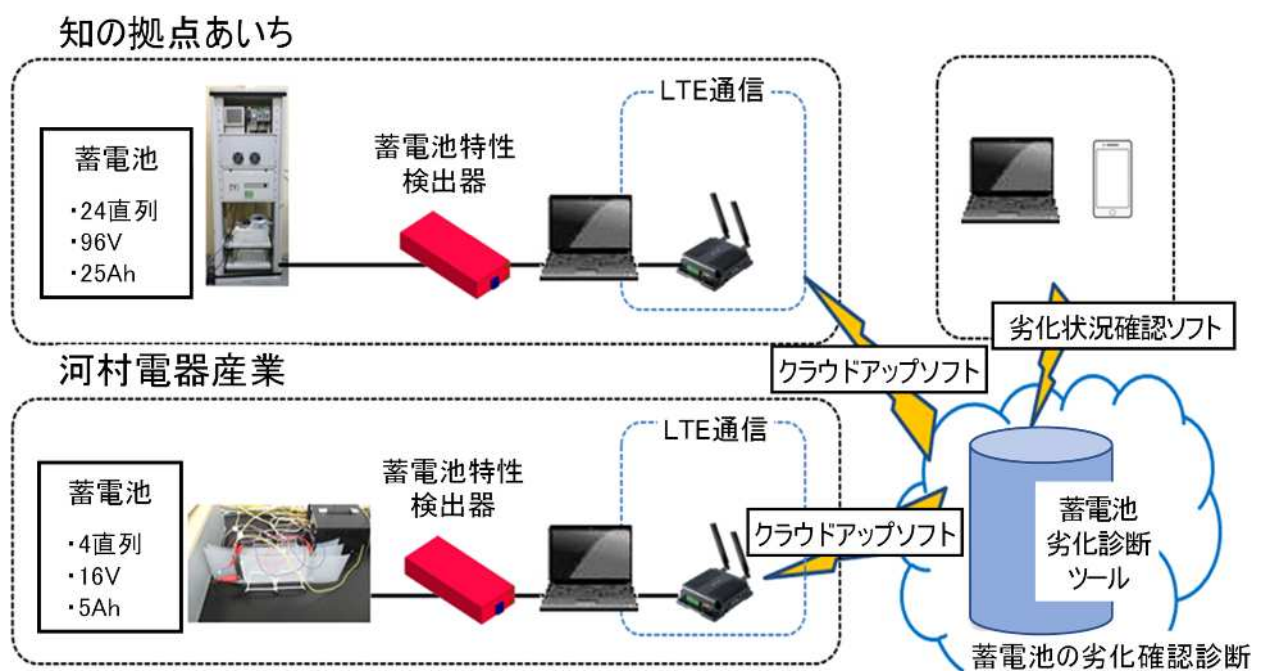 知の拠点あいち
LTE通信
蓄電池
・24直列
・96V
・25Ah
蓄電池特性
検出器
劣化状況確認ソフト
クラウドアップソフト
河村電器産業
LTE通信
蓄電池
・4直列
・16V
・5Ah
蓄電池特性
検出器
クラウドアップソフト
蓄電池
劣化診断
ツール
蓄電池の劣化確認診断